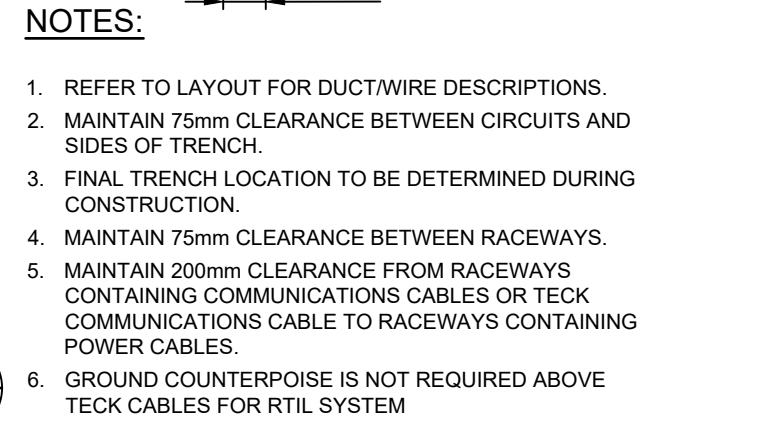 NOTES:
1. REFER TO LAYOUT FOR DUCT/WIRE DESCRIPTIONS.
2. MAINTAIN 75mm CLEARANCE BETWEEN CIRCUITS AND
SIDES OF TRENCH.
3. FINAL TRENCH LOCATION TO BE DETERMINED DURING
CONSTRUCTION.
4. MAINTAIN 75mm CLEARANCE BETWEEN RACEWAYS.
5. MAINTAIN 200mm CLEARANCE FROM RACEWAYS
CONTAINING COMMUNICATIONS CABLES OR TECK
COMMUNICATIONS CABLE TO RACEWAYS CONTAINING
POWER CABLES.
6. GROUND COUNTERPOISE IS NOT REQUIRED ABOVE
TECK CABLES FOR RTIL SYSTEM